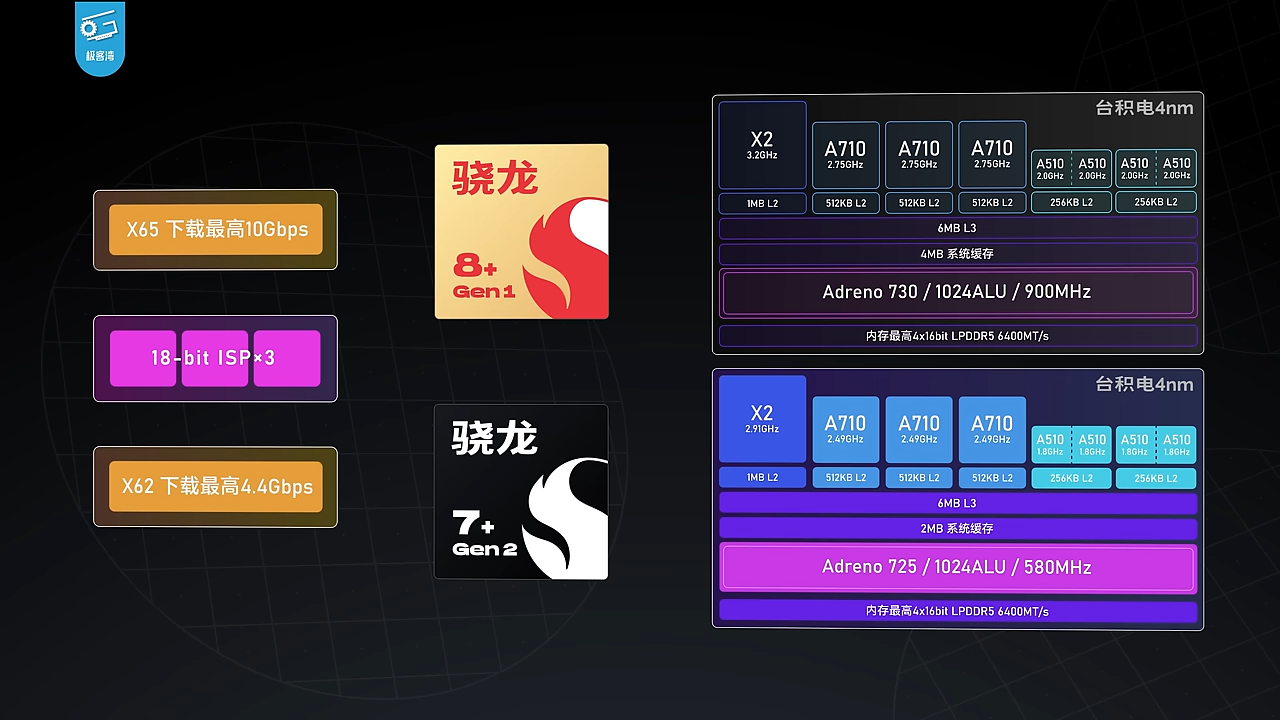 极客湾
X65 下载最高10Gbps
18-bit ISP×3
X62 下载最高4.4Gbps
骁龙
8+
Gen 1
骁龙
7+
Gen 2
台积电4nm
X2 A710 A710 A710 A510 A510 A510 A510
3.2GHz 2.75GHz 2.75GHz 2.75GHz 2.0GHz 2.0GHz 2.0GHz 2.0GHz
1MB L2 512KB L2 512KB L2 512KB L2 256KB L2 256KB L2
6MB L3
4MB 系统缓存
Adreno 730 / 1024ALU / 900MHz
内存最高4x16bit LPDDR5 6400MT/s
台积电4nm
X2 A710 A710 A710 A510 A510 A510 A510
2.91GHz 2.49GHz 2.49GHz 2.49GHz 1.8GHz 1.8GHz 1.8GHz 1.8GHz
1MB L2 512KB L2 512KB L2 512KB L2 256KB L2 256KB L2
6MB L3
2MB 系统缓存
Adreno 725 / 1024ALU / 580MHz
内存最高4x16bit LPDDR5 6400MT/s